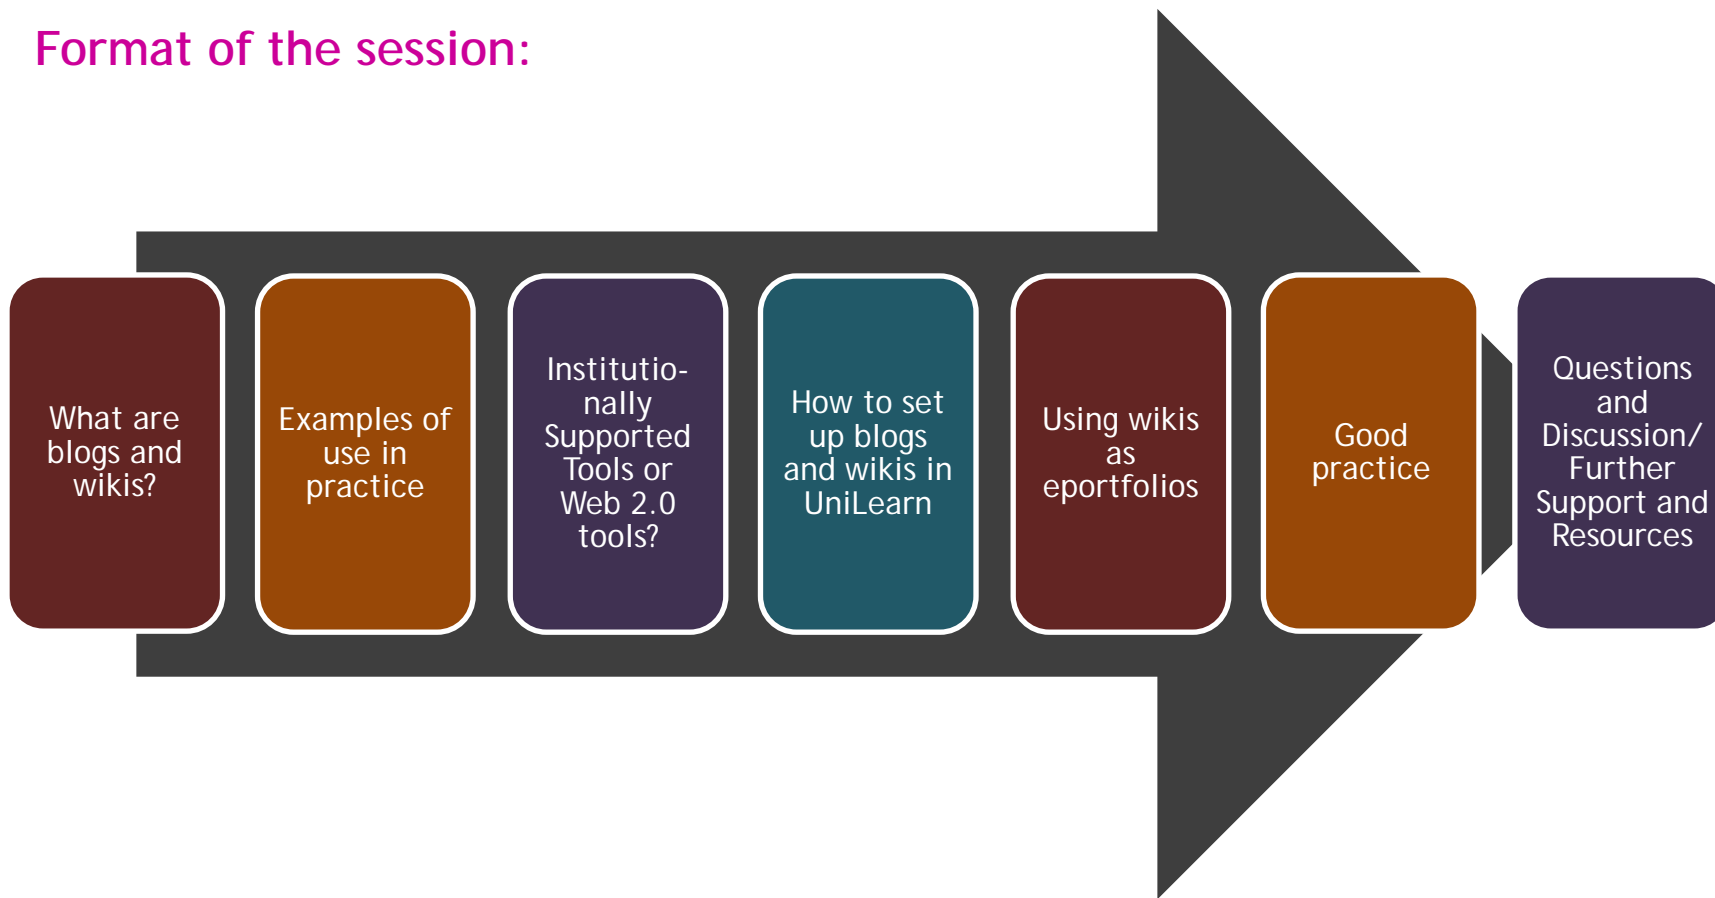 Format of the session:
What are
blogs and
wikis?
Examples of
use in
practice
Institutio-
nally
Supported
Tools or
Web 2.0
tools?
How to set
up blogs
and wikis in
UniLearn
Using wikis
as
eportfolios
Good
practice
Questions
and
Discussion/
Further
Support and
Resources